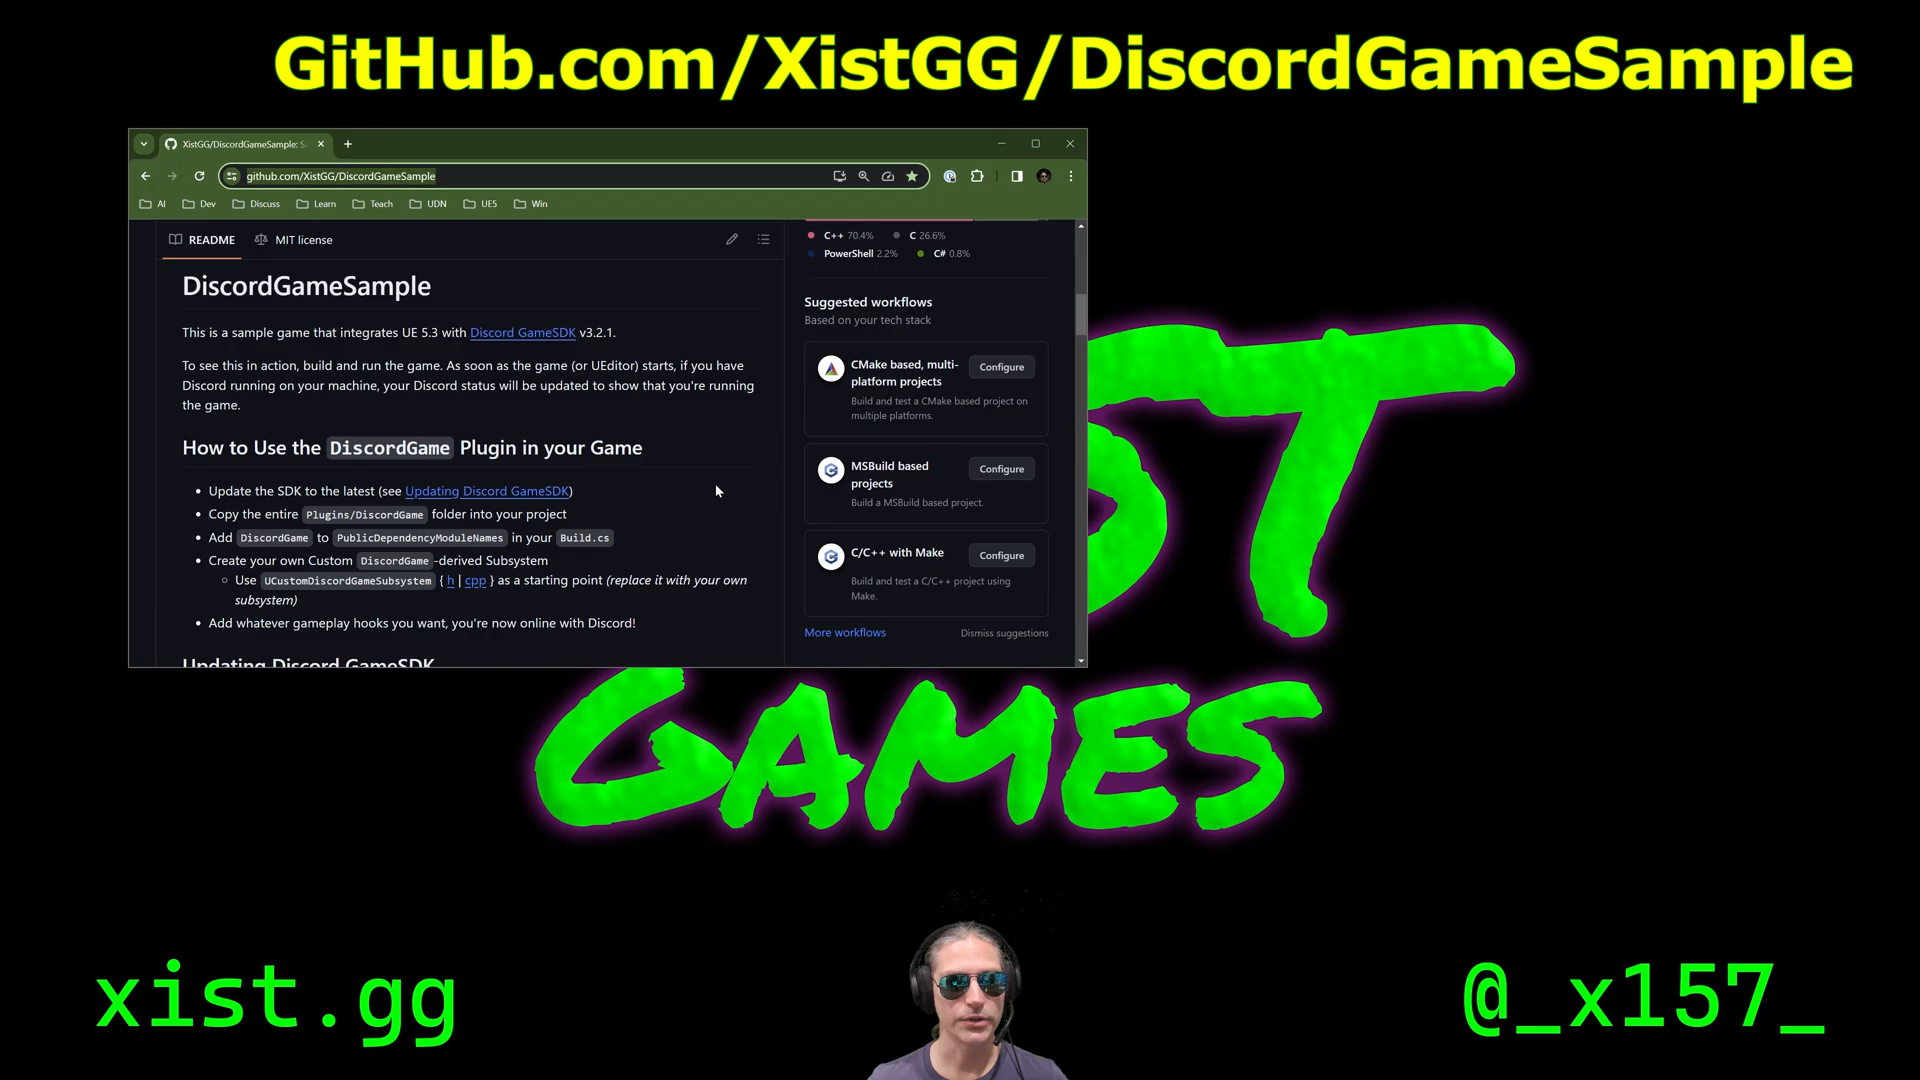 GitHub.com/XistGG/DiscordGameSample
XistGG/DiscordGameSample: S
github.com/XistGG/DiscordGameSample
AI Dev Discuss Learn Teach UDN UE5 Win
README MIT license
DiscordGameSample
This is a sample game that integrates UE 5.3 with Discord GameSDK v3.2.1.
To see this in action, build and run the game. As soon as the game (or UEditor) starts, if you have
Discord running on your machine, your Discord status will be updated to show that you're running
the game.
How to Use the DiscordGame Plugin in your Game
• Update the SDK to the latest (see Updating Discord GameSDK)
• Copy the entire Plugins/DiscordGame folder into your project
• Add DiscordGame to PublicDependencyModuleNames in your Build.cs
• Create your own Custom DiscordGame-derived Subsystem
◦ Use UCustomDiscordGameSubsystem { h | cpp } as a starting point (replace it with your own
subsystem)
• Add whatever gameplay hooks you want, you're now online with Discord!
Updating Discord GameSDK
C++ 70.4% C 26.6%
PowerShell 2.2% C# 0.8%
Suggested workflows
Based on your tech stack
CMake based, multi-
platform projects
Configure
Build and test a CMake based project on
multiple platforms.
MSBuild based
projects
Configure
Build a MSBuild based project.
C/C++ with Make
Configure
Build and test a C/C++ project using
Make.
More workflows Dismiss suggestions
ST
GAMES
xist.gg
@_x157_